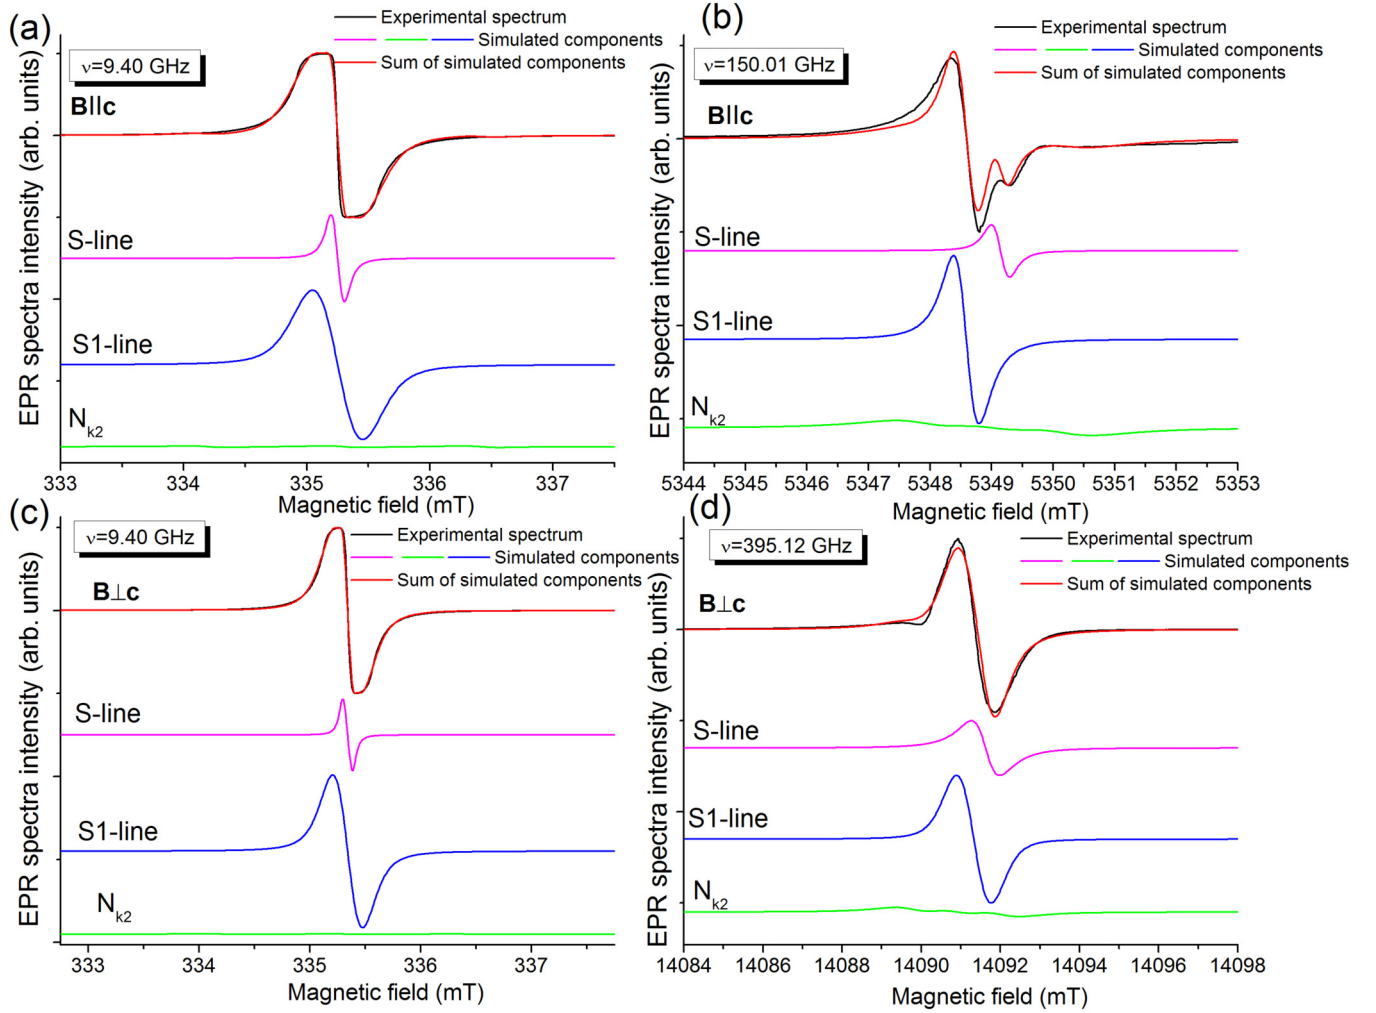 (a)
Experimental spectrum
Simulated components
Sum of simulated components
ν=9.40 GHz
B||c
S-line
S1-line
Nk2
EPR spectra intensity (arb. units)
333 334 335 336 337
Magnetic field (mT)
(b)
Experimental spectrum
Simulated components
Sum of simulated components
ν=150.01 GHz
B||c
S-line
S1-line
Nk2
EPR spectra intensity (arb. units)
5344 5345 5346 5347 5348 5349 5350 5351 5352 5353
Magnetic field (mT)
(c)
Experimental spectrum
Simulated components
Sum of simulated components
ν=9.40 GHz
B⊥c
S-line
S1-line
Nk2
EPR spectra intensity (arb. units)
333 334 335 336 337
Magnetic field (mT)
(d)
Experimental spectrum
Simulated components
Sum of simulated components
ν=395.12 GHz
B⊥c
S-line
S1-line
Nk2
EPR spectra intensity (arb. units)
14084 14086 14088 14090 14092 14094 14096 14098
Magnetic field (mT)